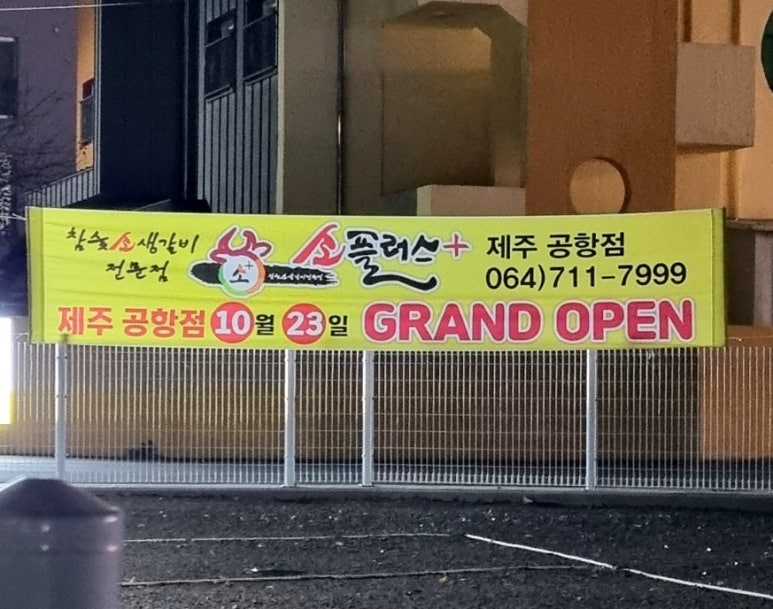 참숯소생갈비
전문점
소
소플러스+
제주 공항점
064)711-7999
제주 공항점 10월 23일 GRAND OPEN